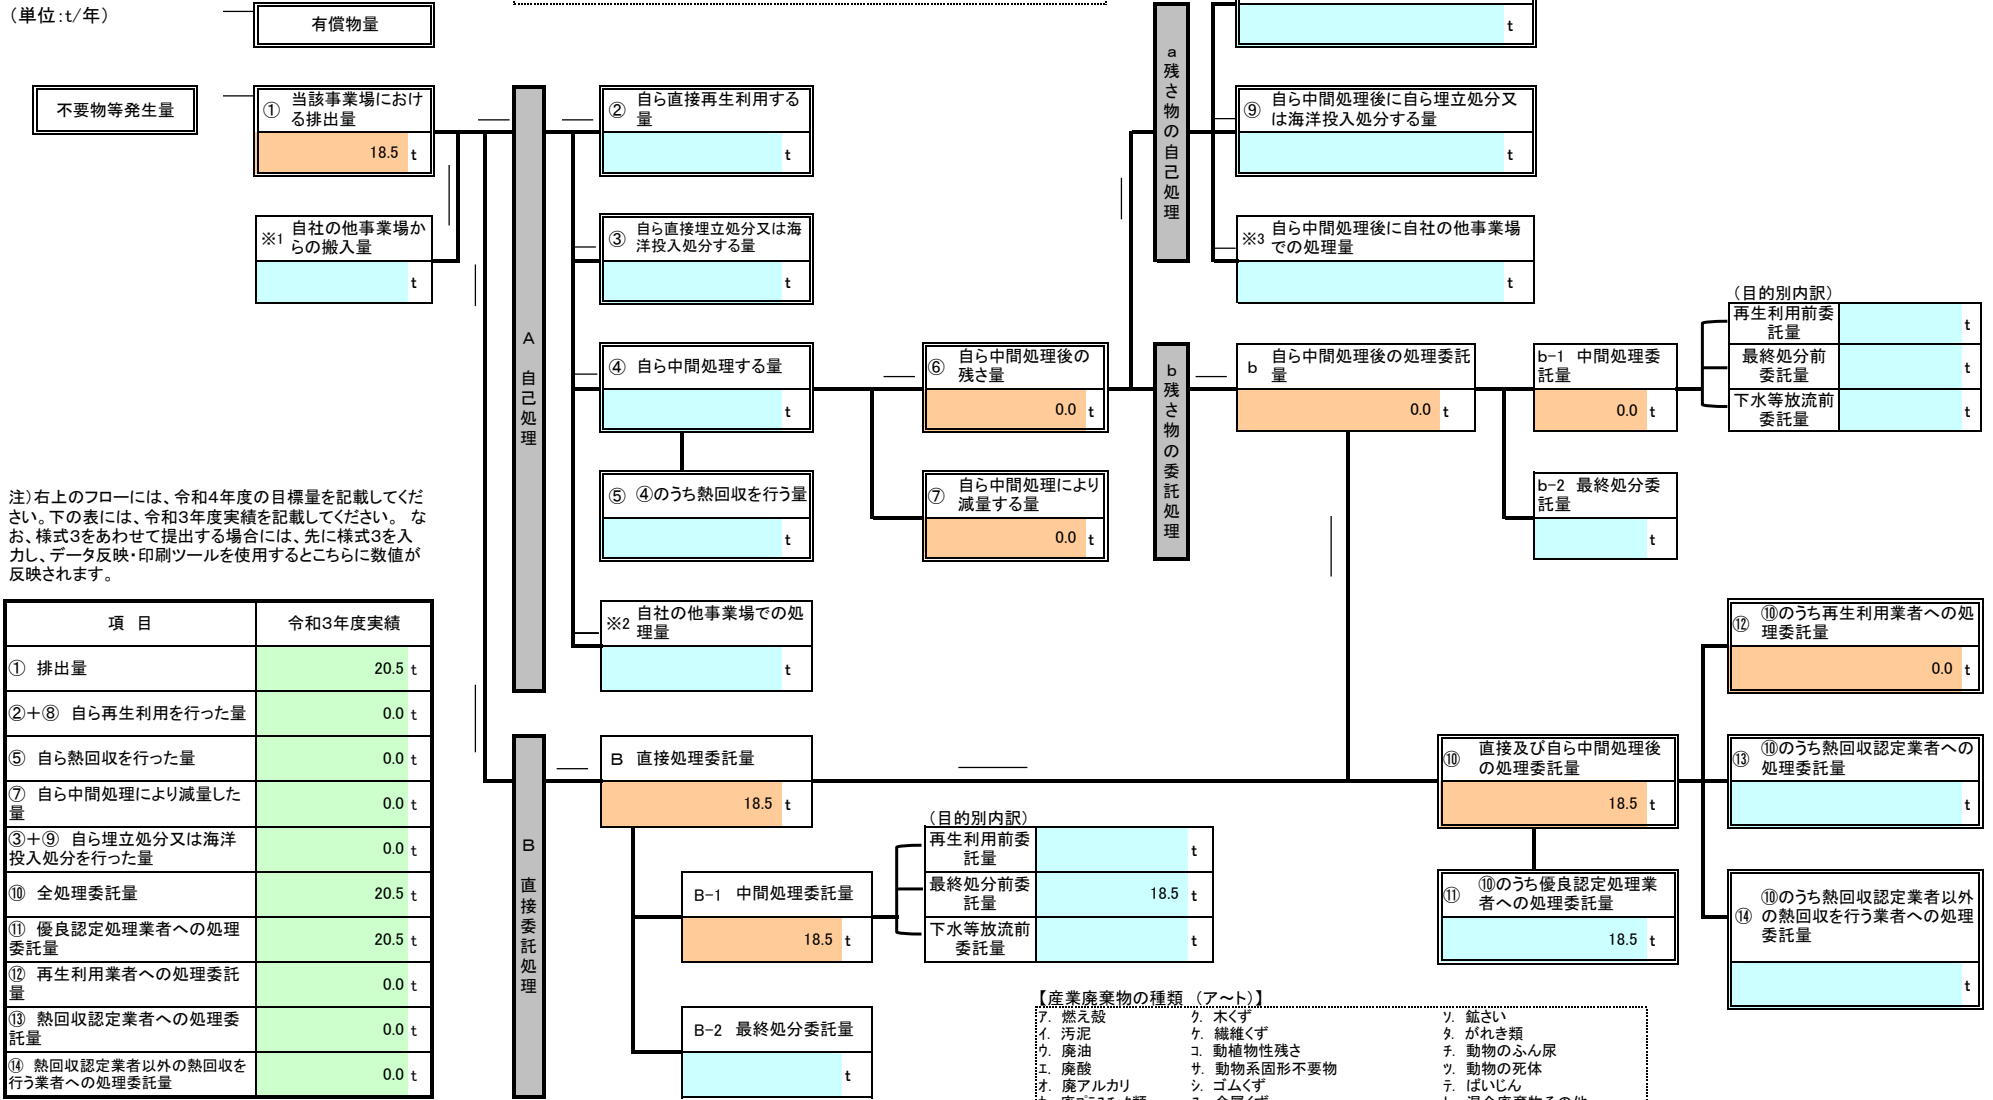 （単位：t/年）
有償物量
t
不要物等発生量
① 当該事業場におけ
る排出量
18.5 t
※1 自社の他事業場か
らの搬入量
t
A 自己処理
② 自ら直接再生利用する
量
t
③ 自ら直接埋立処分又は海
洋投入処分する量
t
④ 自ら中間処理する量
t
⑤ ④のうち熱回収を行う量
t
※2 自社の他事業場での処
理量
t
⑥ 自ら中間処理後の
残さ量
0.0 t
⑦ 自ら中間処理により
減量する量
0.0 t
a 残さ物の自己処理
⑨ 自ら中間処理後に自ら埋立処分又
は海洋投入処分する量
t
※3 自ら中間処理後に自社の他事業場
での処理量
t
b 残さ物の委託処理
b 自ら中間処理後の処理委託
量
0.0 t
b-1 中間処理委
託量
0.0 t
b-2 最終処分委
託量
t
（目的別内訳）
再生利用前委
託量
t
最終処分前
委託量
t
下水等放流前
委託量
t
注）右上のフローには、令和４年度の目標量を記載してくだ
さい。下の表には、令和３年度実績を記載してください。 な
お、様式３をあわせて提出する場合には、先に様式３を入
力し、データ反映・印刷ツールを使用するとこちらに数値が
反映されます。
項 目 令和３年度実績
① 排出量 20.5 t
②＋⑧ 自ら再生利用を行った量 0.0 t
⑤ 自ら熱回収を行った量 0.0 t
⑦ 自ら中間処理により減量した
量 0.0 t
③＋⑨ 自ら埋立処分又は海洋
投入処分を行った量 0.0 t
⑩ 全処理委託量 20.5 t
⑪ 優良認定処理業者への処理
委託量 20.5 t
⑫ 再生利用業者への処理委託
量 0.0 t
⑬ 熱回収認定業者への処理委
託量 0.0 t
⑭ 熱回収認定業者以外の熱回収を
行う業者への処理委託量 0.0 t
B 直接委託処理
B 直接処理委託量
18.5 t
B-1 中間処理委託量
18.5 t
B-2 最終処分委託量
t
（目的別内訳）
再生利用前委
託量
t
最終処分前委
託量
18.5 t
下水等放流前
委託量
t
⑩ 直接及び自ら中間処理後
の処理委託量
18.5 t
⑪ ⑩のうち優良認定処理業
者への処理委託量
18.5 t
⑫ ⑩のうち再生利用業者への処
理委託量
0.0 t
⑬ ⑩のうち熱回収認定業者への
処理委託量
t
⑭ ⑩のうち熱回収認定業者以外
の熱回収を行う業者への処理
委託量
t
【産業廃棄物の種類 （ア～ト）】
ア． 燃え殻 ク． 木くず ソ． 鉱さい
イ． 汚泥 ケ． 繊維くず タ． がれき類
ウ． 廃油 コ． 動植物性残さ チ． 動物のふん尿
エ． 廃酸 サ． 動物系固形不要物 ツ． 動物の死体
オ． 廃アルカリ シ． ゴムくず テ． ばいじん